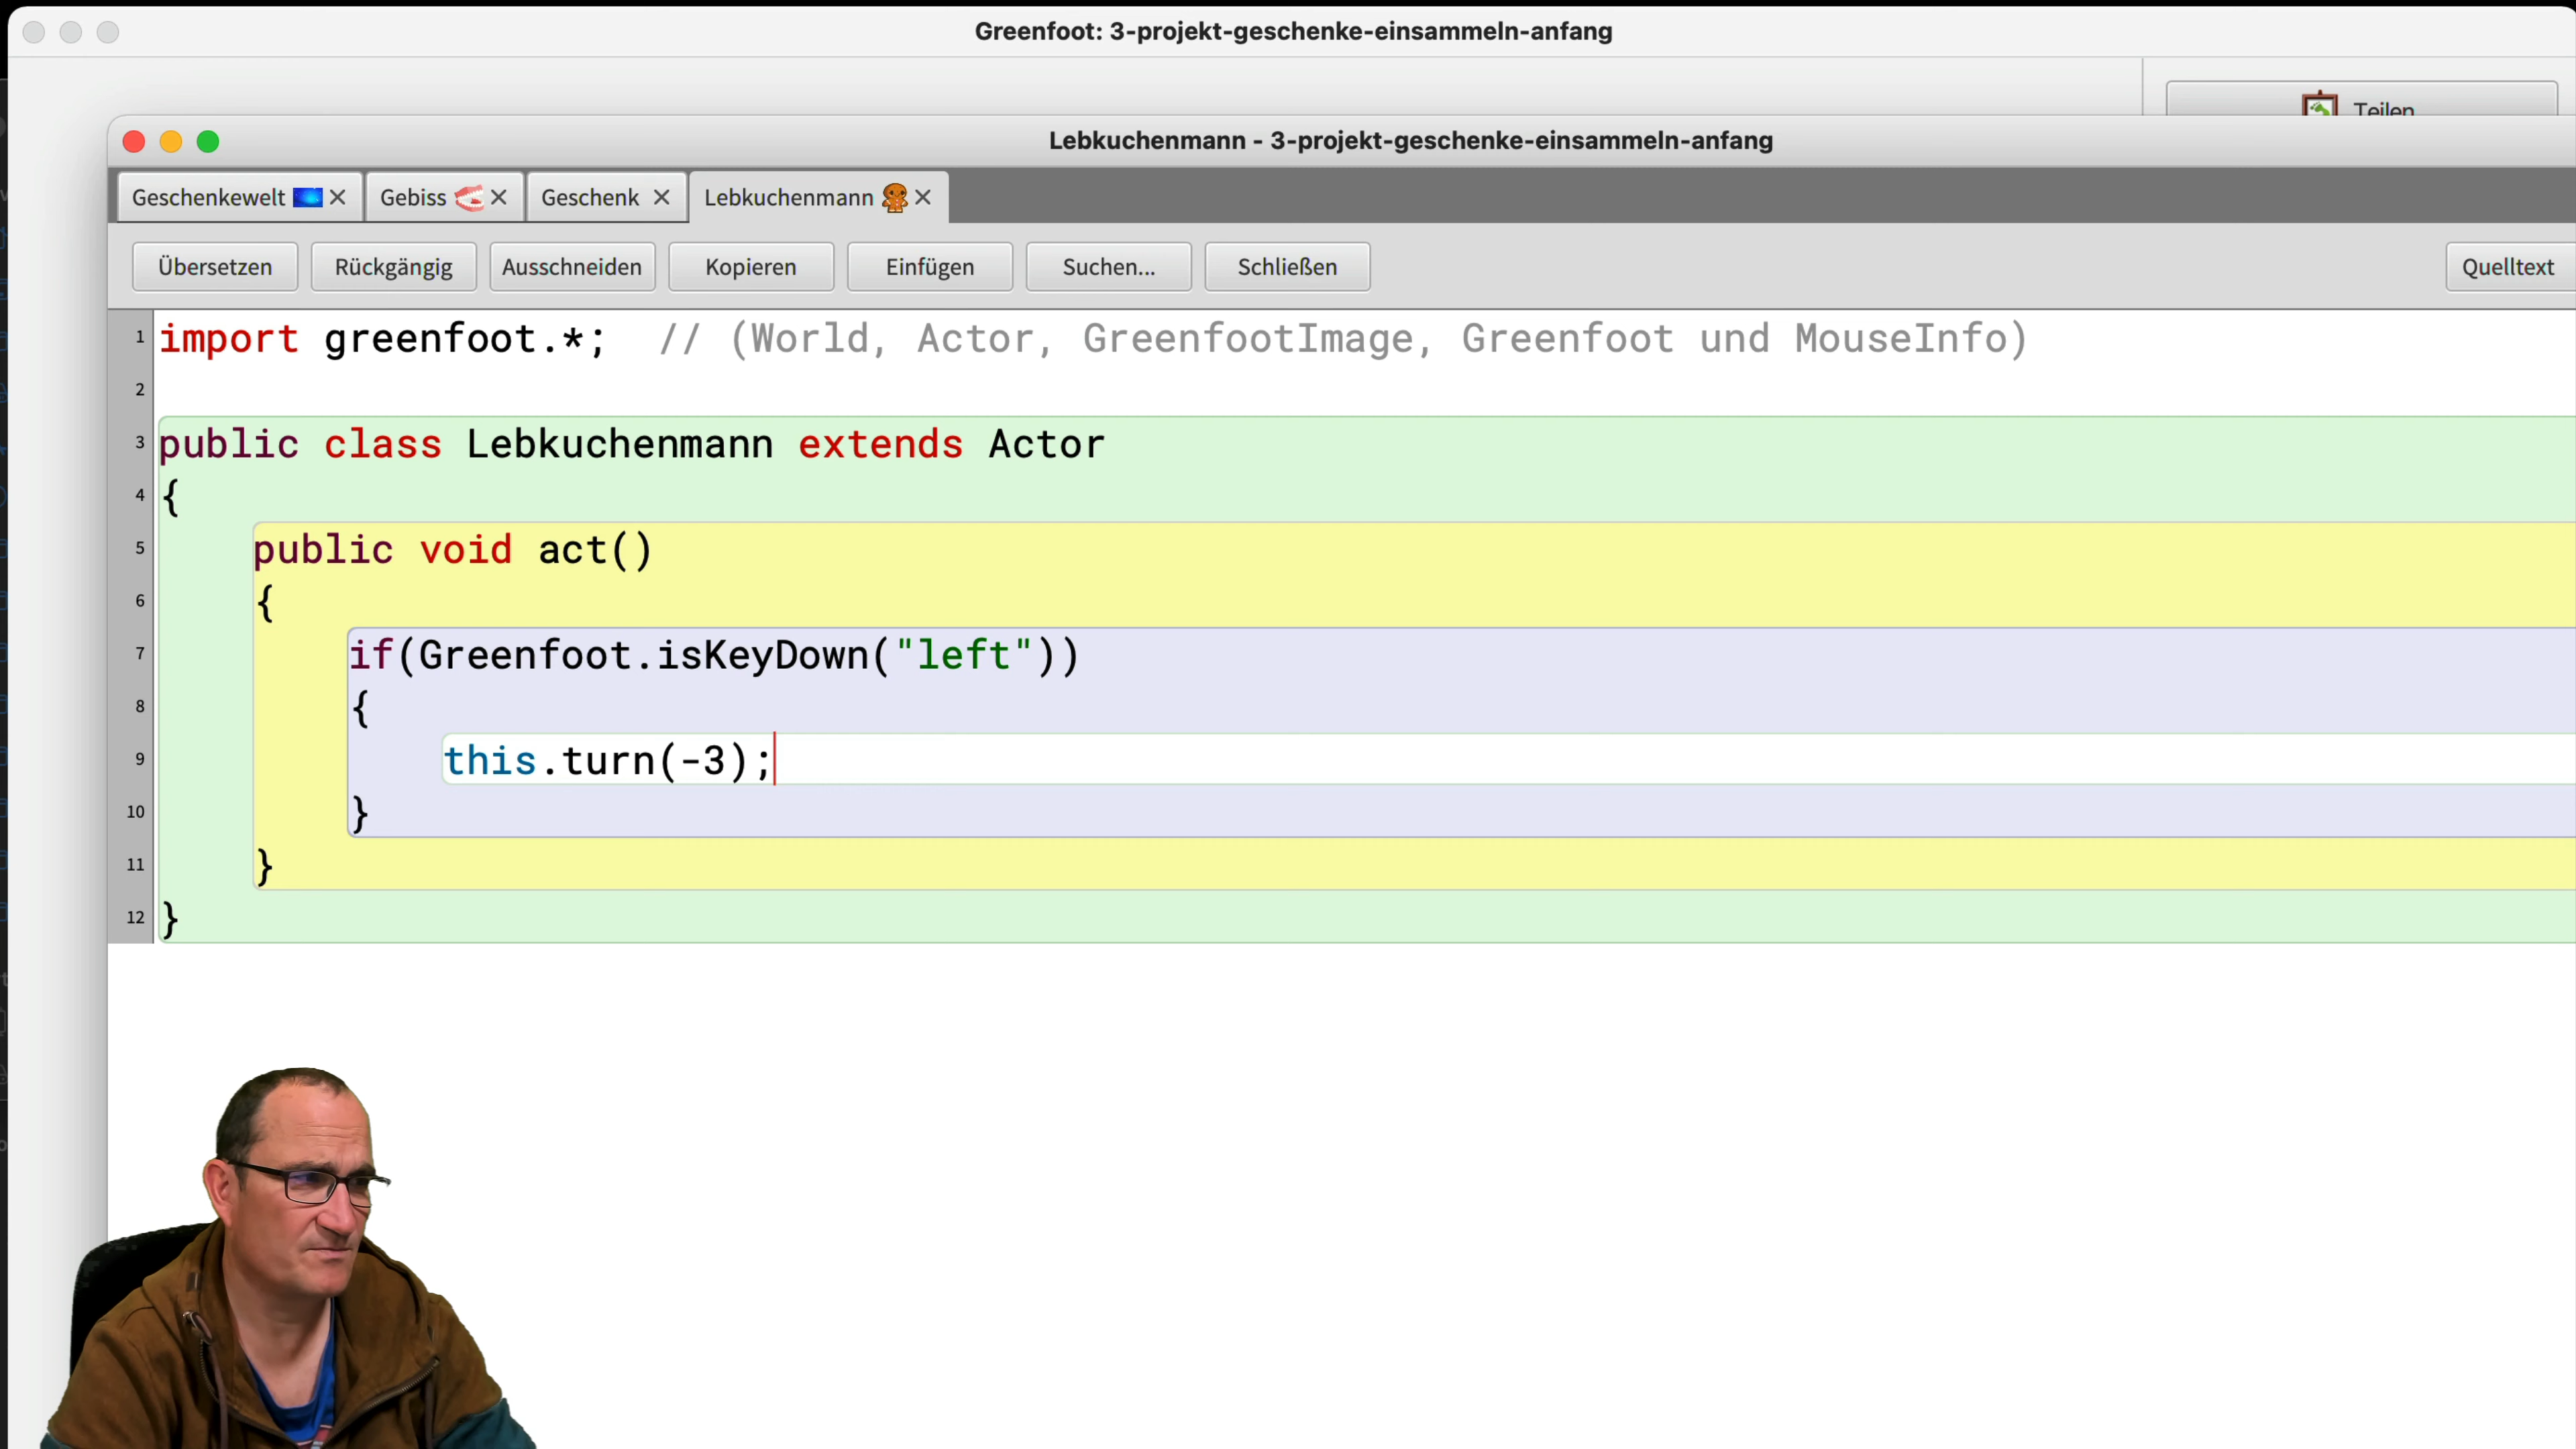 Greenfoot: 3-projekt-geschenke-einsammeln-anfang
Teilen
Lebkuchenmann - 3-projekt-geschenke-einsammeln-anfang
Geschenkewelt Gebiss Geschenk Lebkuchenmann
Übersetzen Rückgängig Ausschneiden Kopieren Einfügen Suchen... Schließen Quelltext
1 import greenfoot.*; // (World, Actor, GreenfootImage, Greenfoot und MouseInfo)
2
3 public class Lebkuchenmann extends Actor
4 {
5 public void act()
6 {
7 if(Greenfoot.isKeyDown("left"))
8 {
9 this.turn(-3);
10 }
11 }
12 }